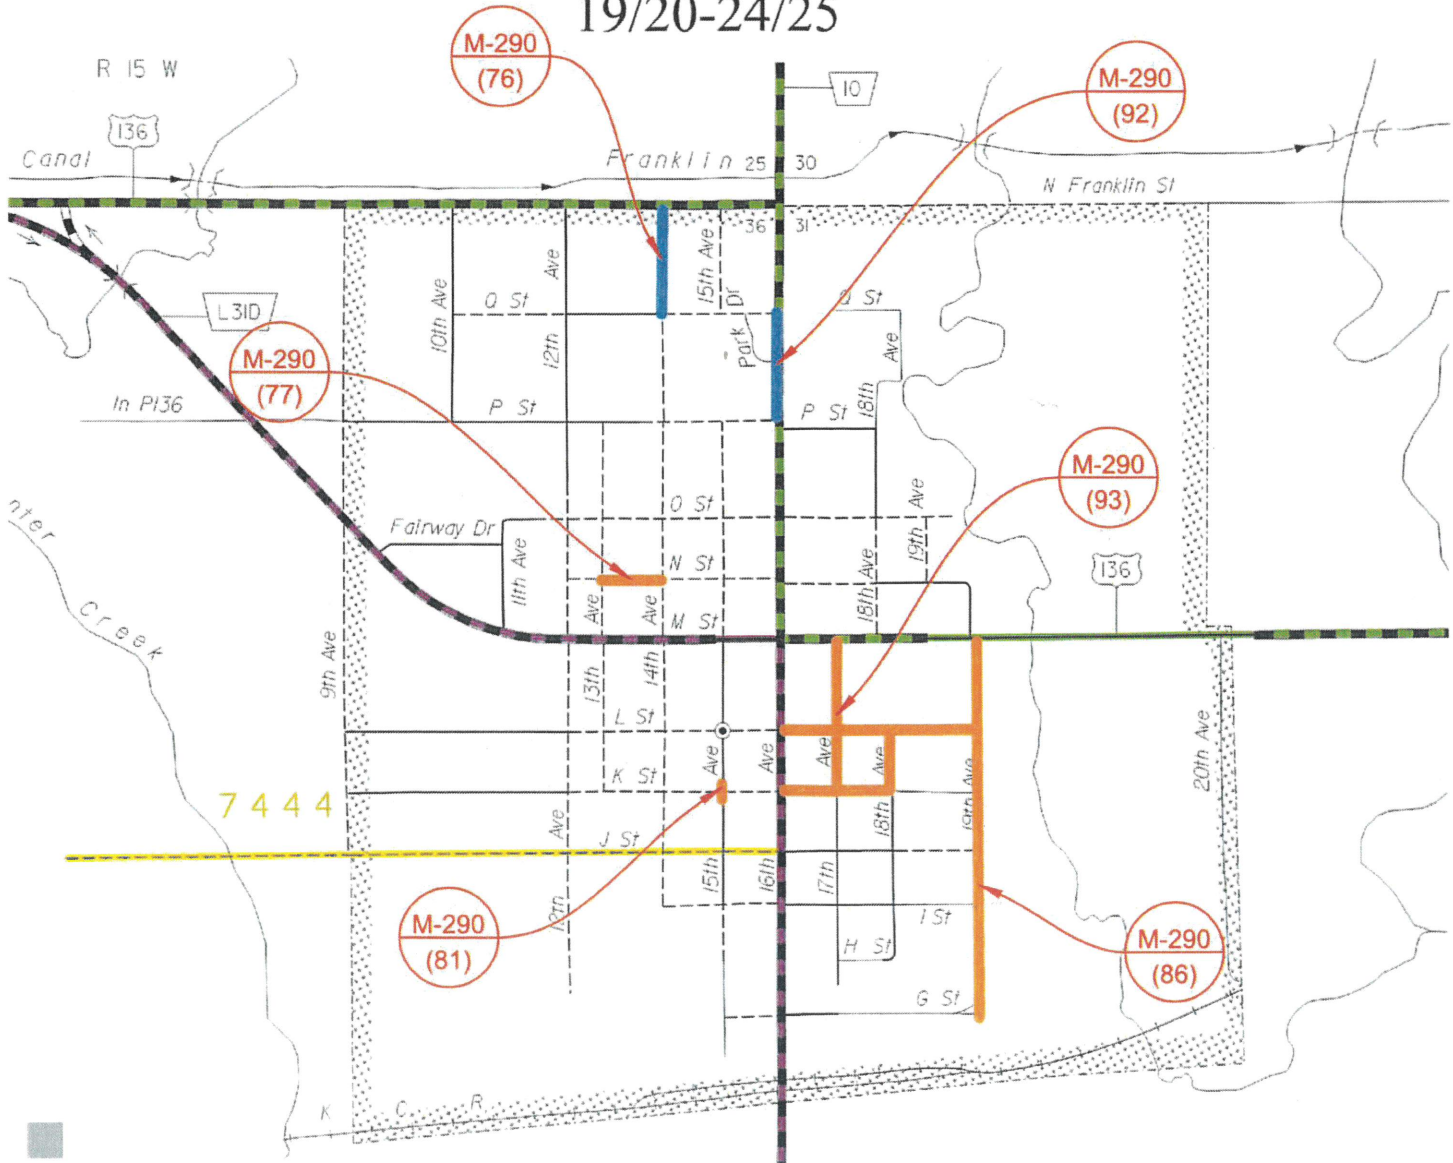 19/20-24/25
M-290
(76)
R 15 W
136
10
M-290
(92)
Canal
Franklin
25
30
N Franklin St
36
31
10th Ave
12th Ave
15th Ave
Q St
Park Dr
Q St
L31D
M-290
(77)
In P136
P St
P St
18th Ave
M-290
(93)
O St
19th Ave
Fairway Dr
11th Ave
N St
136
13th Ave
14th Ave
M St
18th Ave
Creek
9th Ave
L St
K St
15th Ave
16th Ave
17th Ave
18th Ave
19th Ave
20th Ave
7444
12th Ave
J St
M-290
(81)
I St
H St
M-290
(86)
G St
K C R